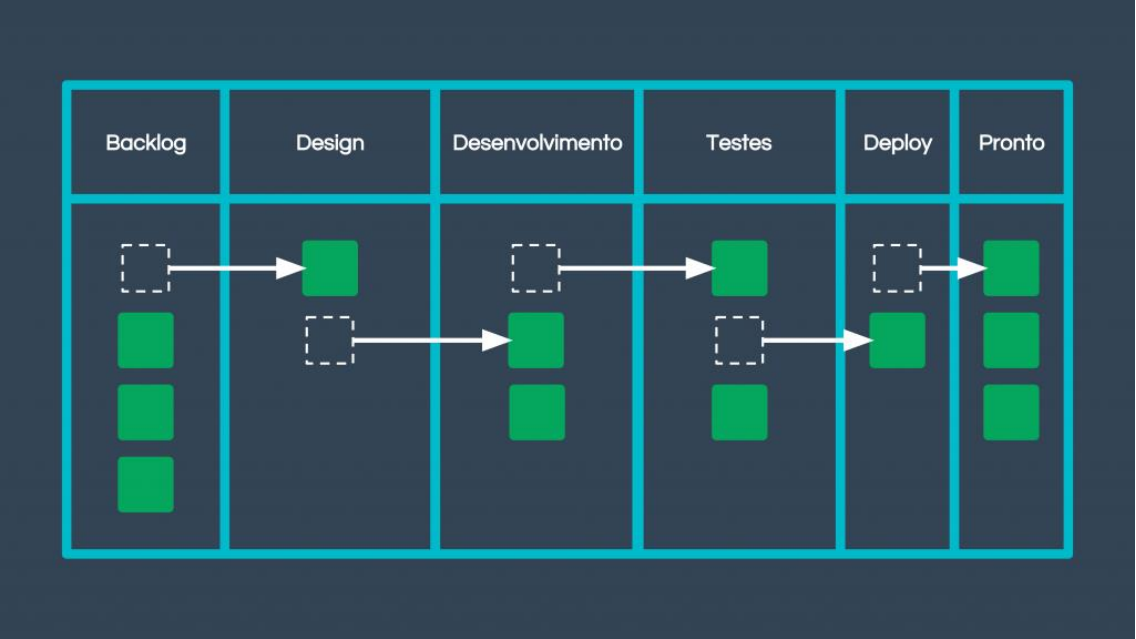 Backlog
Design
Desenvolvimento
Testes
Deploy
Pronto